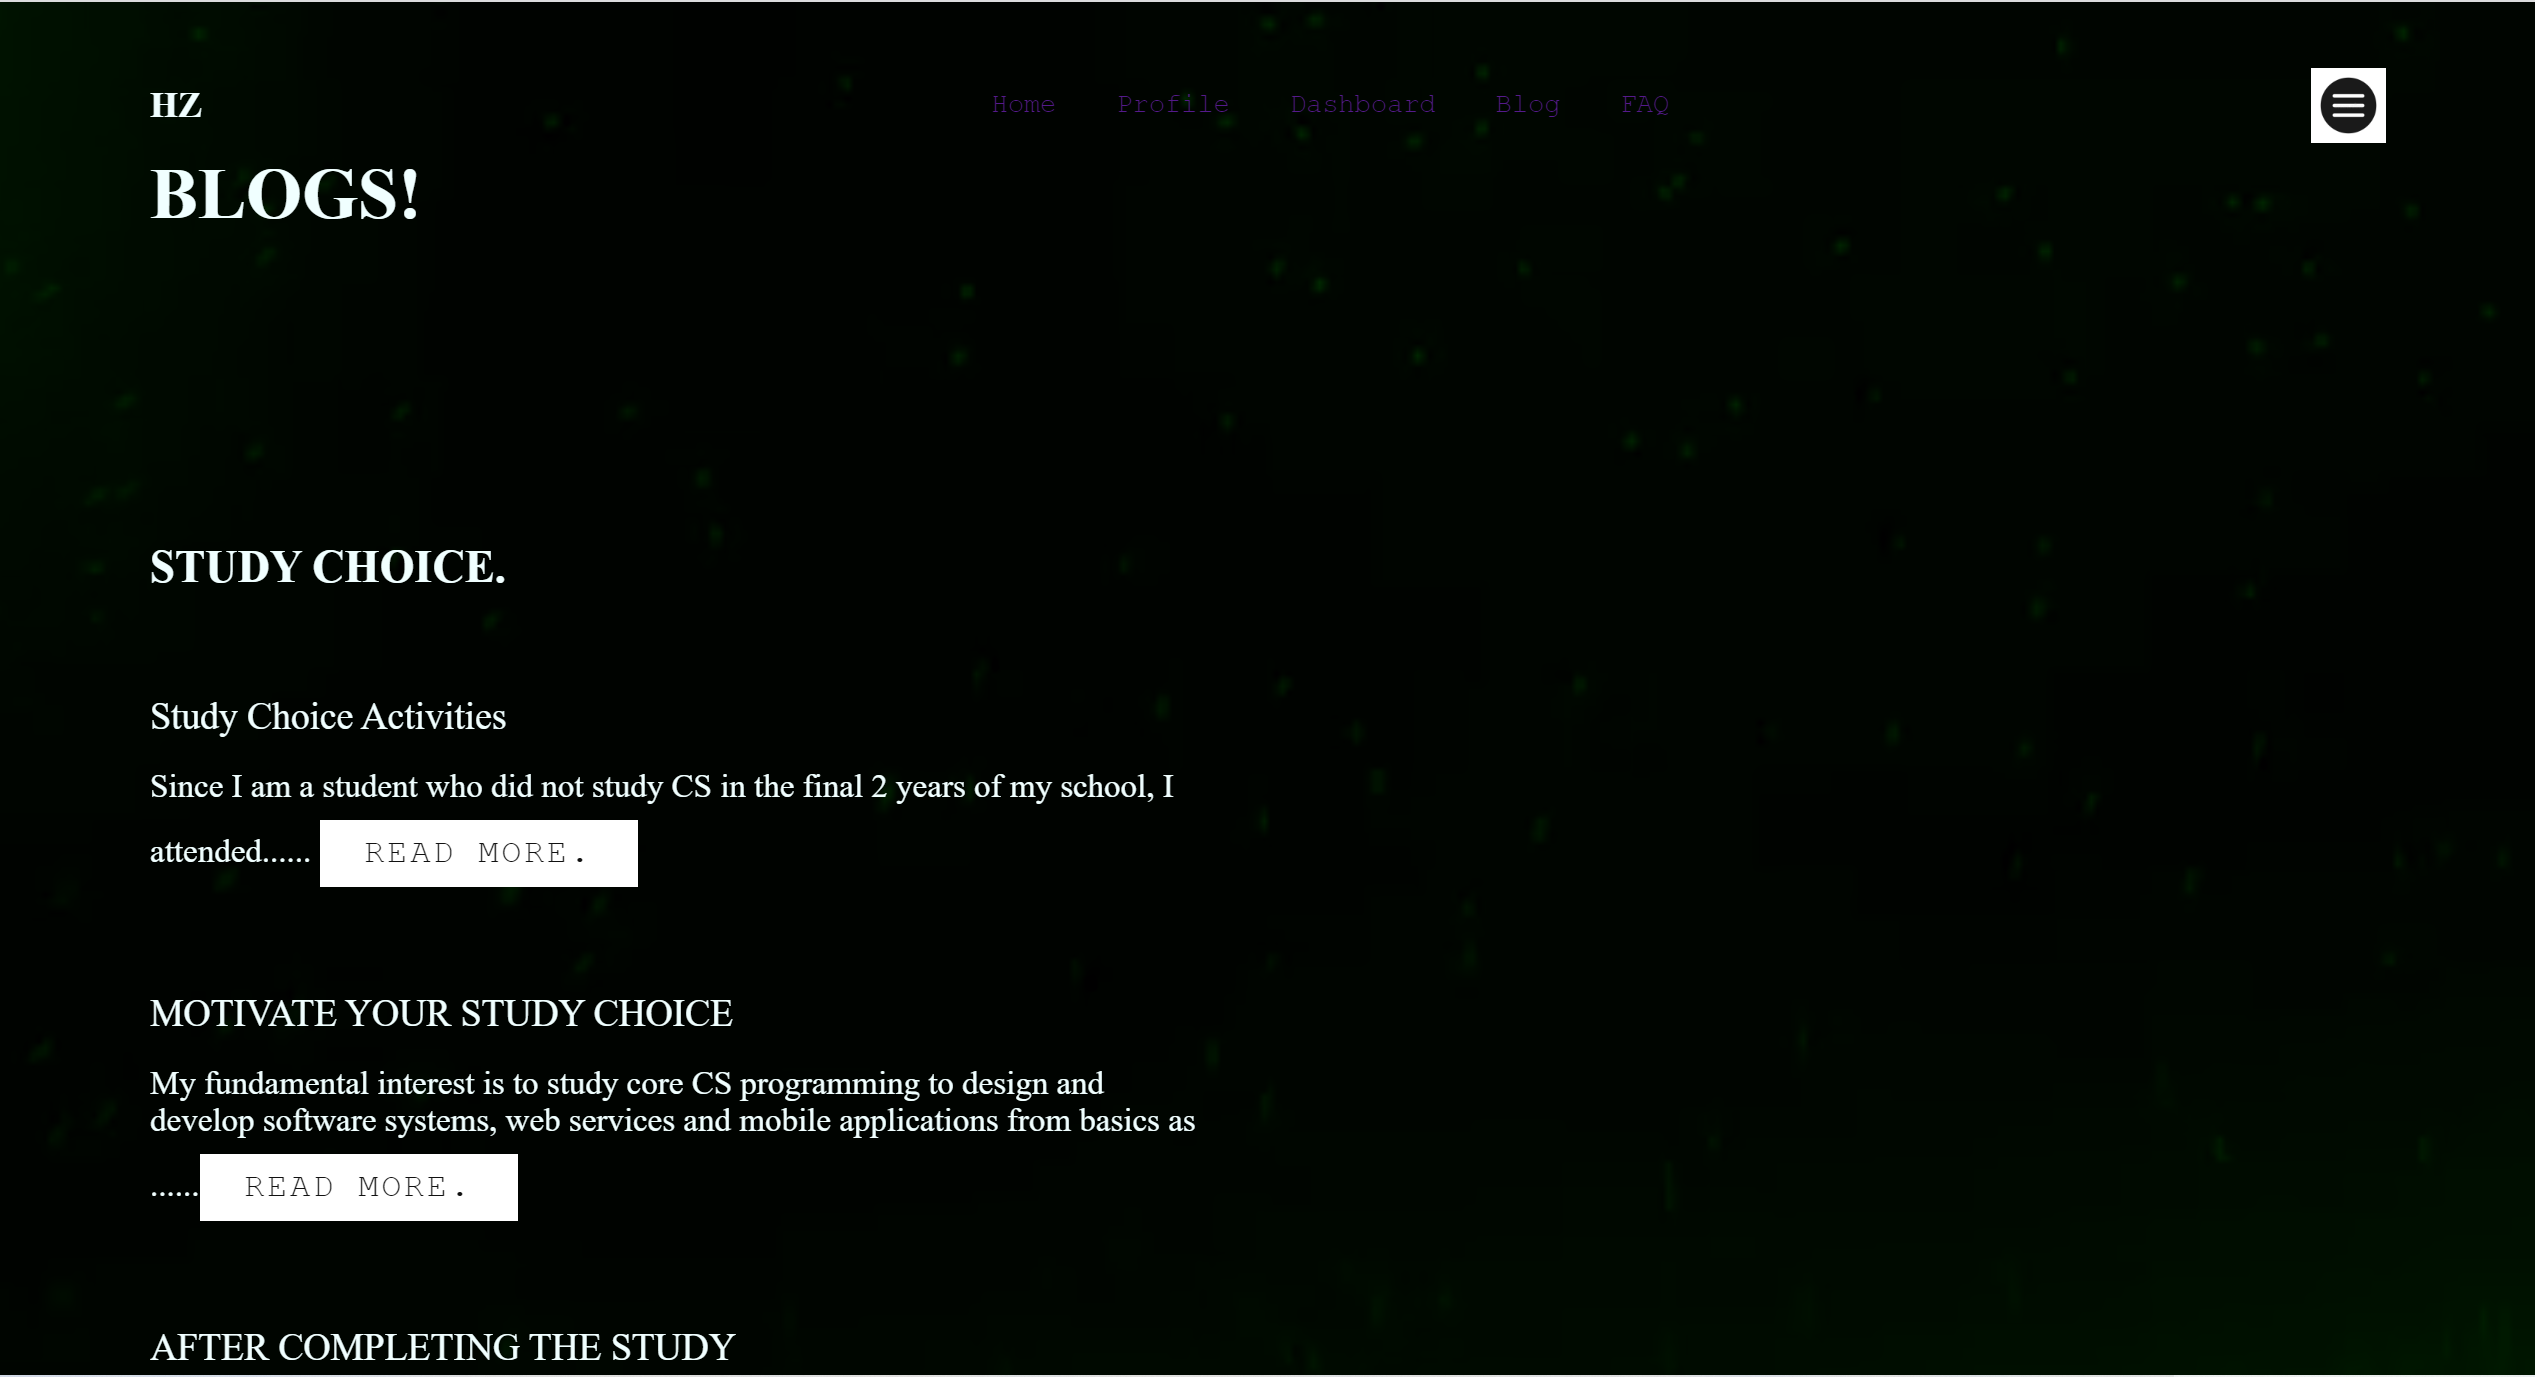 HZ
Home Profile Dashboard Blog FAQ
BLOGS!
STUDY CHOICE.
Study Choice Activities
Since I am a student who did not study CS in the final 2 years of my school, I
attended...... READ MORE.
MOTIVATE YOUR STUDY CHOICE
My fundamental interest is to study core CS programming to design and
develop software systems, web services and mobile applications from basics as
......READ MORE.
AFTER COMPLETING THE STUDY